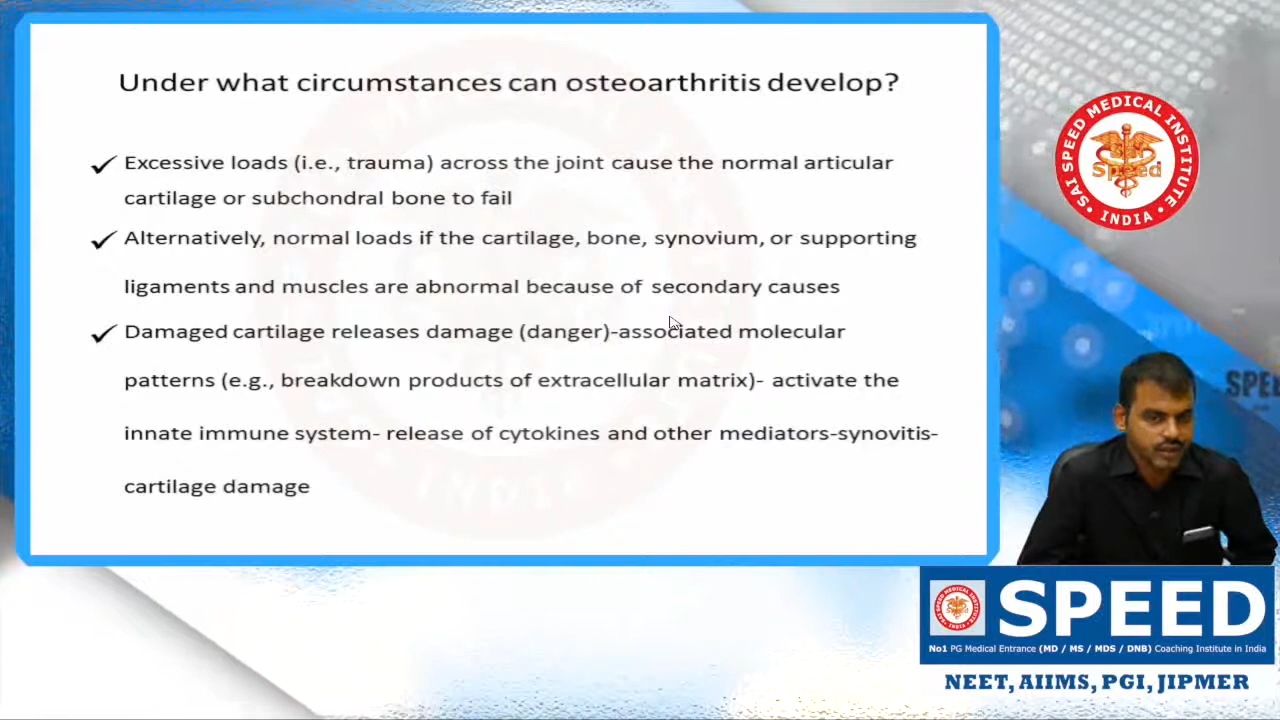 Under what circumstances can osteoarthritis develop?
✓ Excessive loads (i.e., trauma) across the joint cause the normal articular
cartilage or subchondral bone to fail
✓ Alternatively, normal loads if the cartilage, bone, synovium, or supporting
ligaments and muscles are abnormal because of secondary causes
✓ Damaged cartilage releases damage (danger)-associated molecular
patterns (e.g., breakdown products of extracellular matrix)- activate the
innate immune system- release of cytokines and other mediators-synovitis-
cartilage damage
SAI SPEED MEDICAL INSTITUTE
Speed
• INDIA •
SPEED
No1 PG Medical Entrance (MD / MS / MDS / DNB) Coaching Institute in India
NEET, AIIMS, PGI, JIPMER